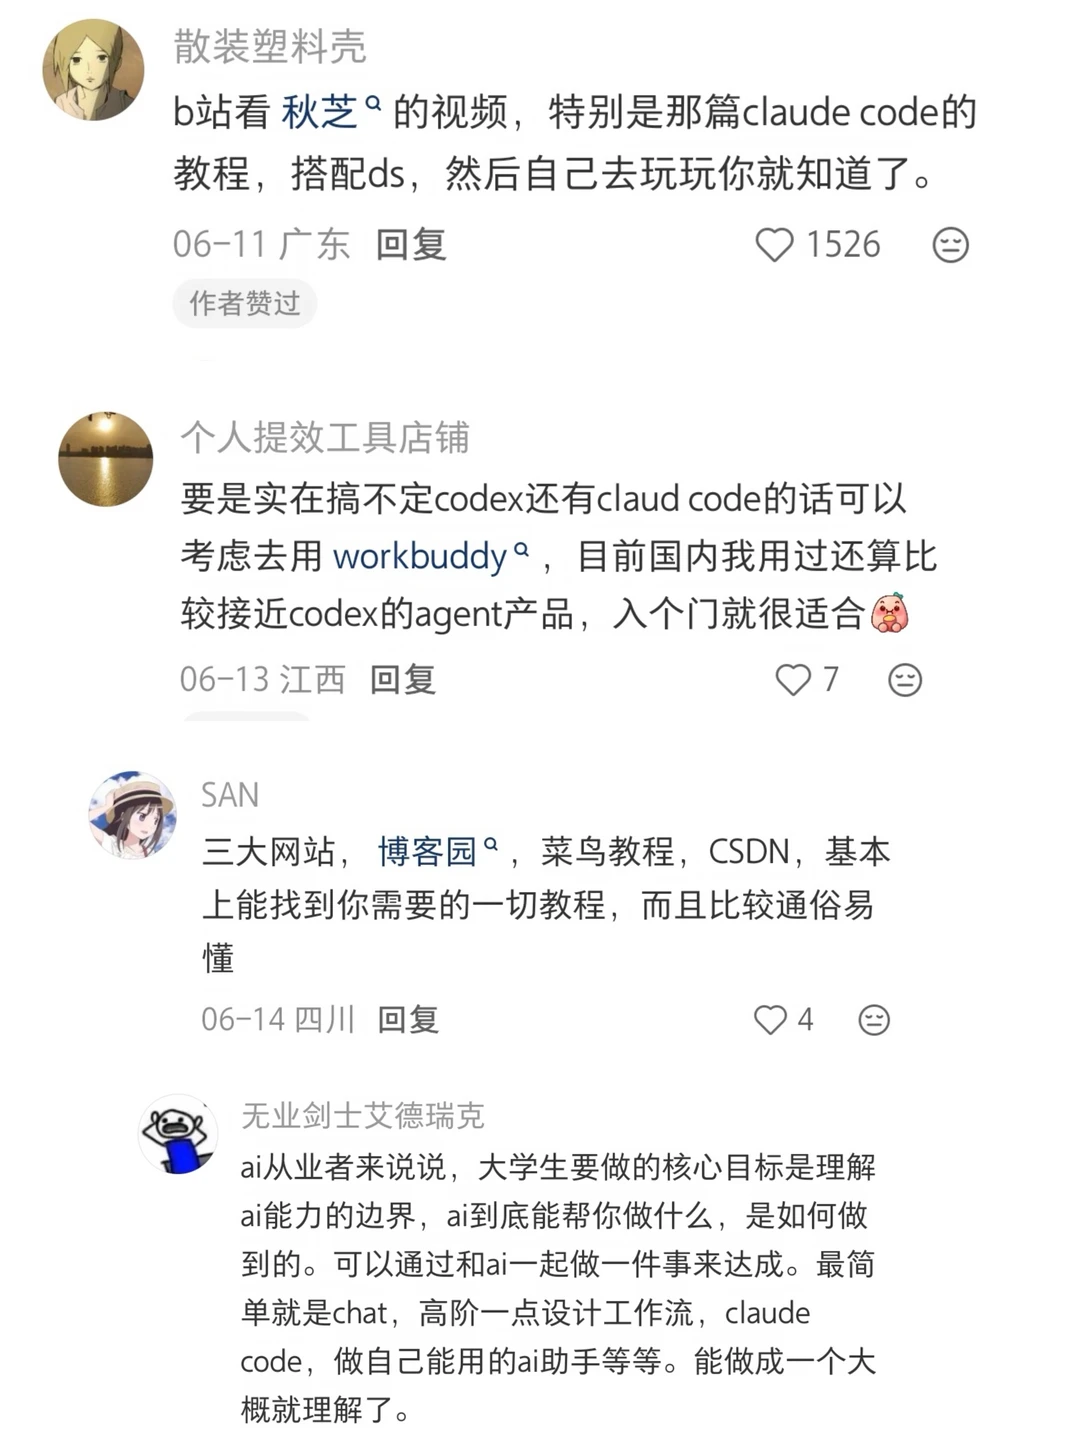 散装塑料壳
b站看 秋芝 的视频，特别是那篇claude code的
教程，搭配ds，然后自己去玩玩你就知道了。
06-11 广东 回复 1526
作者赞过
个人提效工具店铺
要是实在搞不定codex还有claud code的话可以
考虑去用 workbuddy ，目前国内我用过还算比
较接近codex的agent产品，入个门就很适合
06-13 江西 回复 7
SAN
三大网站， 博客园 ，菜鸟教程，CSDN，基本
上能找到你需要的一切教程，而且比较通俗易
懂
06-14 四川 回复 4
无业剑士艾德瑞克
ai从业者来说说，大学生要做的核心目标是理解
ai能力的边界，ai到底能帮你做什么，是如何做
到的。可以通过和ai一起做一件事来达成。最简
单就是chat，高阶一点设计工作流，claude
code，做自己能用的ai助手等等。能做成一个大
概就理解了。